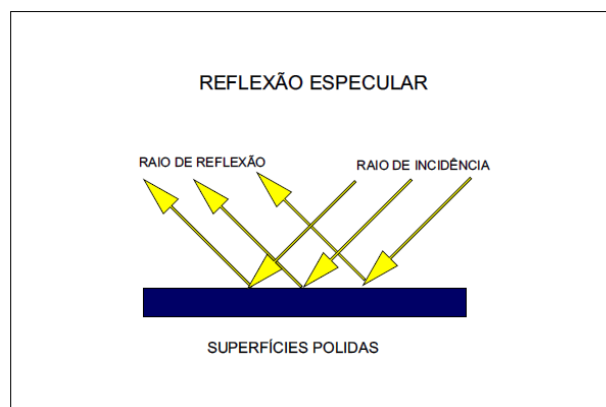 REFLEXÃO ESPECULAR
RAIO DE REFLEXÃO
RAIO DE INCIDÊNCIA
SUPERFÍCIES POLIDAS